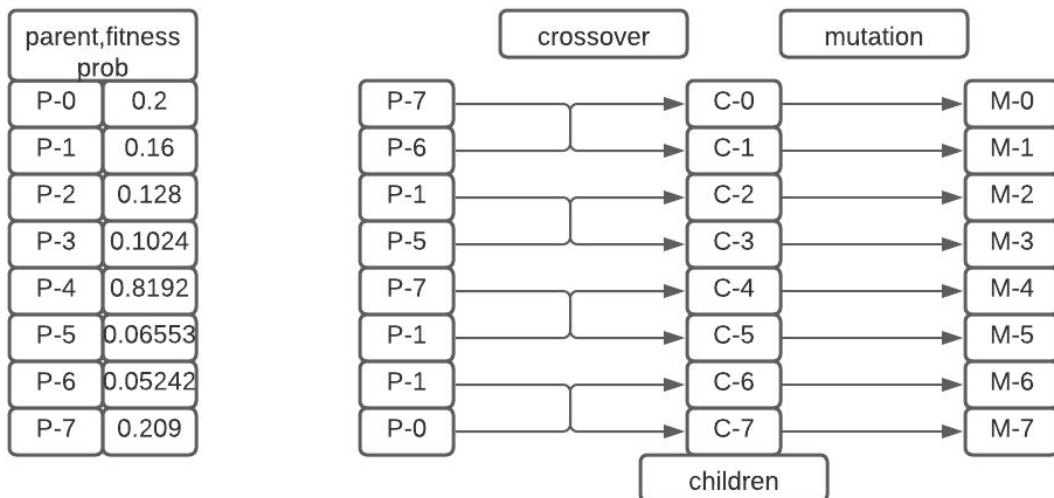 parent,fitness
prob
crossover
mutation
P-0 0.2
P-7 C-0 M-0
P-1 0.16
P-6 C-1 M-1
P-2 0.128
P-1 C-2 M-2
P-3 0.1024
P-5 C-3 M-3
P-4 0.8192
P-7 C-4 M-4
P-5 0.06553
P-1 C-5 M-5
P-6 0.05242
P-1 C-6 M-6
P-7 0.209
P-0 C-7 M-7
children